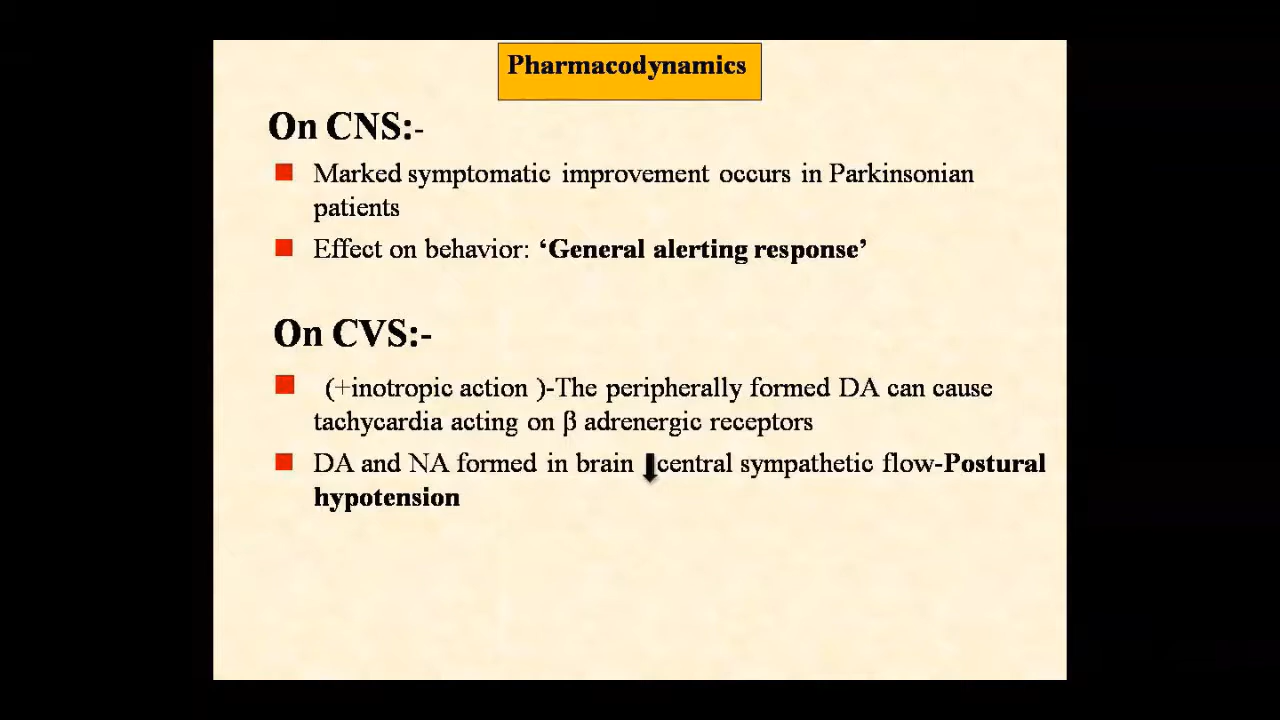 Pharmacodynamics
On CNS:-
Marked symptomatic improvement occurs in Parkinsonian
patients
Effect on behavior: ‘General alerting response’
On CVS:-
(+inotropic action )-The peripherally formed DA can cause
tachycardia acting on β adrenergic receptors
DA and NA formed in brain ⬇central sympathetic flow-Postural
hypotension